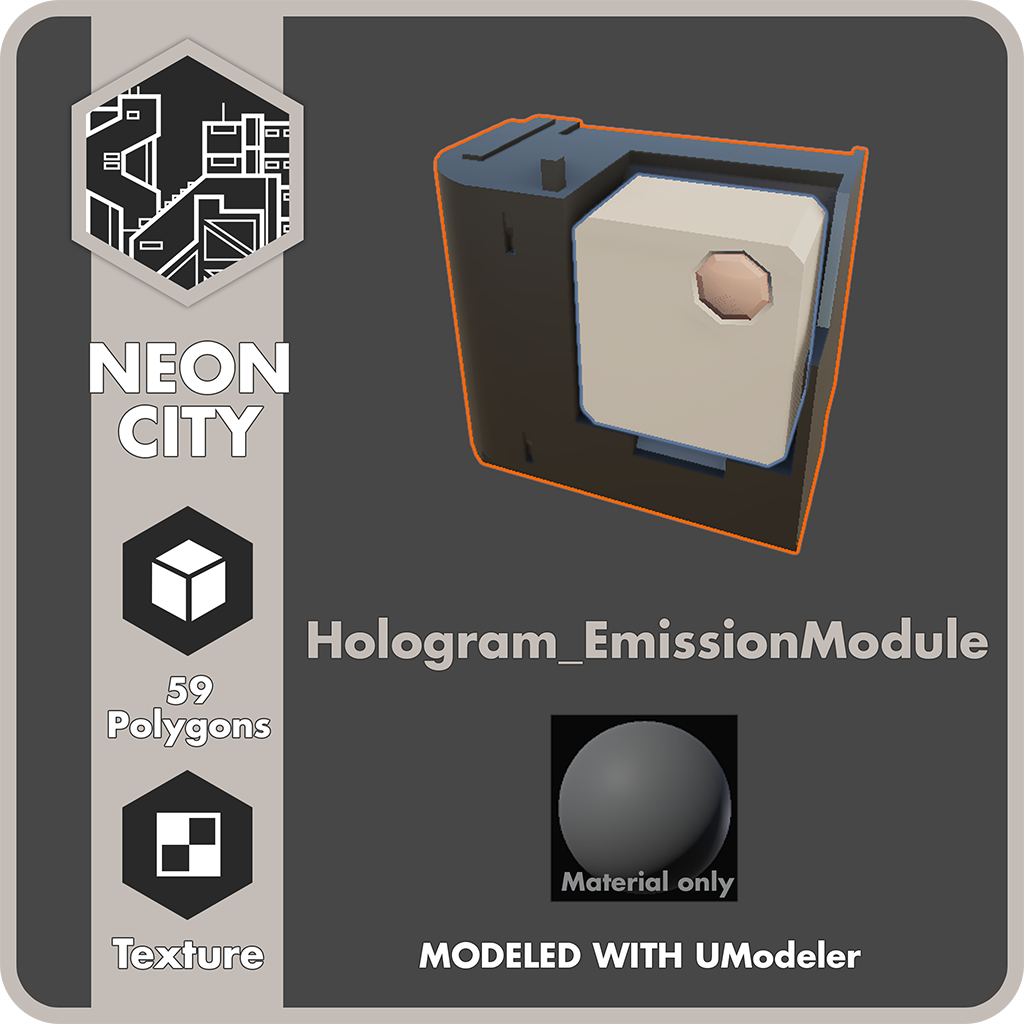 NEON
CITY
59
Polygons
Texture
Hologram_EmissionModule
Material only
MODELED WITH UModeler